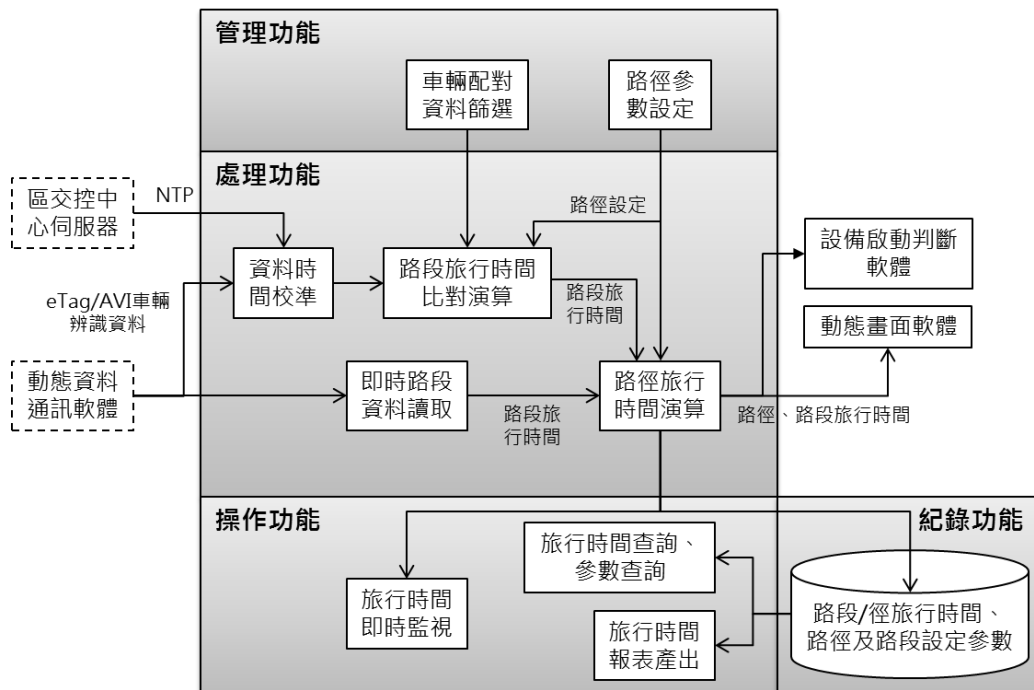 管理功能
車輛配對
資料篩選
路徑參
數設定
處理功能
區交控中
心伺服器
NTP
路徑設定
資料時
間校準
路段旅行時間
比對演算
設備啟動判斷
軟體
eTag/AVI車輛
辨識資料
路段旅
行時間
動態畫面軟體
動態資料
通訊軟體
即時路段
資料讀取
路段旅
行時間
路徑旅行
時間演算
路徑、路段旅行時間
操作功能
紀錄功能
旅行時間查詢、
參數查詢
旅行時間
即時監視
旅行時間
報表產出
路段/徑旅行時間、
路徑及路段設定參數